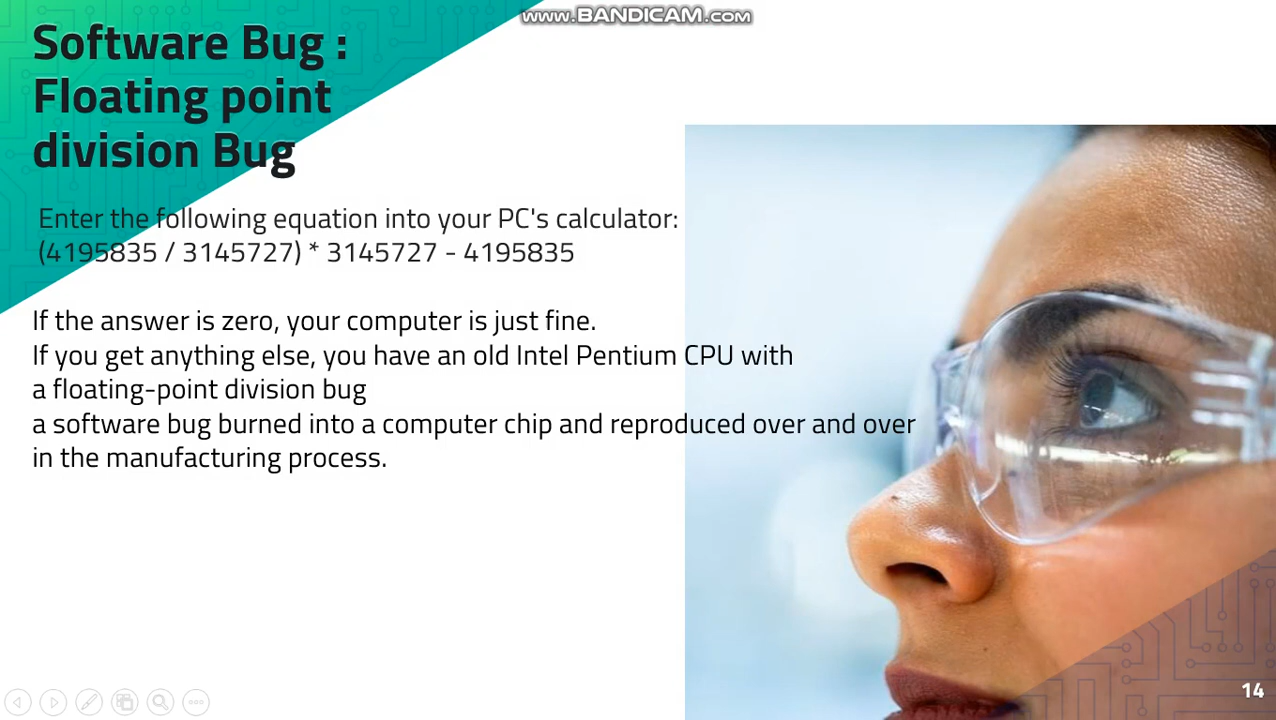 www.BANDICAM.com
Software Bug :
Floating point
division Bug
Enter the following equation into your PC's calculator:
(4195835 / 3145727) * 3145727 - 4195835
If the answer is zero, your computer is just fine.
If you get anything else, you have an old Intel Pentium CPU with
a floating-point division bug
a software bug burned into a computer chip and reproduced over and over
in the manufacturing process.
14